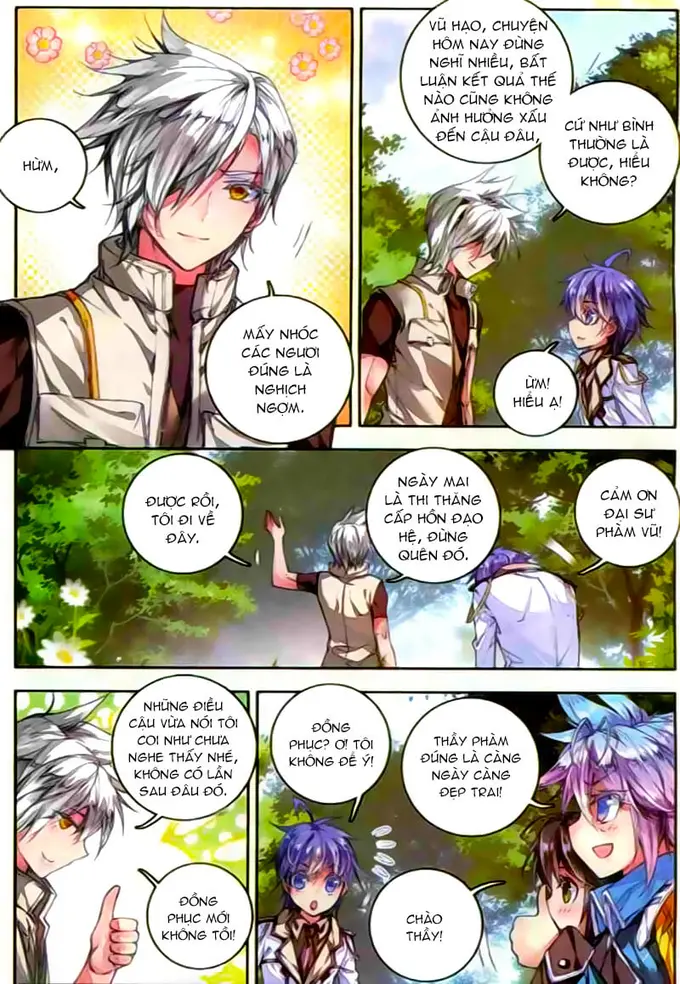 HỪM,
MẤY NHÓC
CÁC NGƯƠI
ĐÚNG LÀ
NGHỊCH
NGỢM.
VŨ HẠO, CHUYỆN
HÔM NAY ĐỪNG
NGHĨ NHIỀU, BẤT
LUẬN KẾT QUẢ THẾ
NÀO CŨNG KHÔNG
ẢNH HƯỞNG XẤU
ĐẾN CẬU ĐÂU,
CỨ NHƯ BÌNH
THƯỜNG LÀ
ĐƯỢC, HIỂU
KHÔNG?
ỪM!
HIỂU Ạ!
ĐƯỢC RỒI,
TÔI ĐI VỀ
ĐÂY.
NGÀY MAI
LÀ THI THĂNG
CẤP HỒN ĐẠO
HỆ, ĐỪNG
QUÊN ĐÓ.
CẢM ƠN
ĐẠI SƯ
PHÀM VŨ!
NHỮNG ĐIỀU
CẬU VỪA NÓI TÔI
COI NHƯ CHƯA
NGHE THẤY NHÉ,
KHÔNG CÓ LẦN
SAU ĐÂU ĐÓ.
ĐỒNG
PHỤC MỚI
KHÔNG TỒI!
ĐỒNG
PHỤC? Ơ! TÔI
KHÔNG ĐỂ Ý!
THẦY PHÀM
ĐÚNG LÀ CÀNG
NGÀY CÀNG
ĐẸP TRAI!
CHÀO
THẦY!